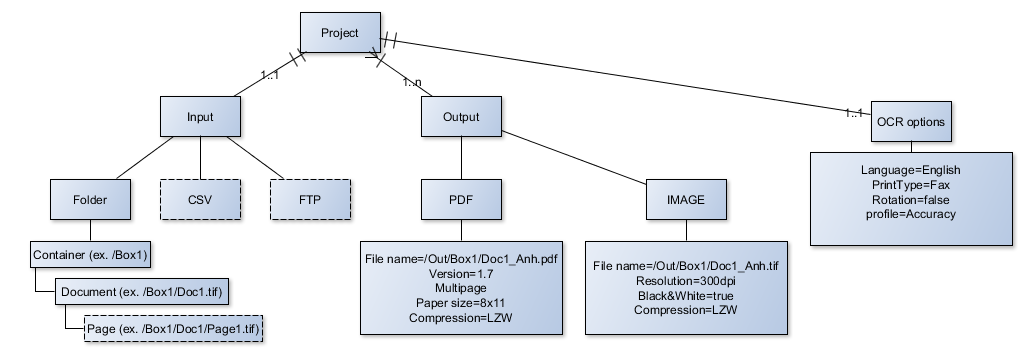 Project
1..1
1..n
1..1
Input
Output
OCR options
Folder
CSV
FTP
PDF
IMAGE
Language=English
PrintType=Fax
Rotation=false
profile=Accuracy
Container (ex. /Box1)
Document (ex. /Box1/Doc1.tif)
Page (ex. /Box1/Doc1/Page1.tif)
File name=/Out/Box1/Doc1_Anh.pdf
Version=1.7
Multipage
Paper size=8x11
Compression=LZW
File name=/Out/Box1/Doc1_Anh.tif
Resolution=300dpi
Black&White=true
Compression=LZW